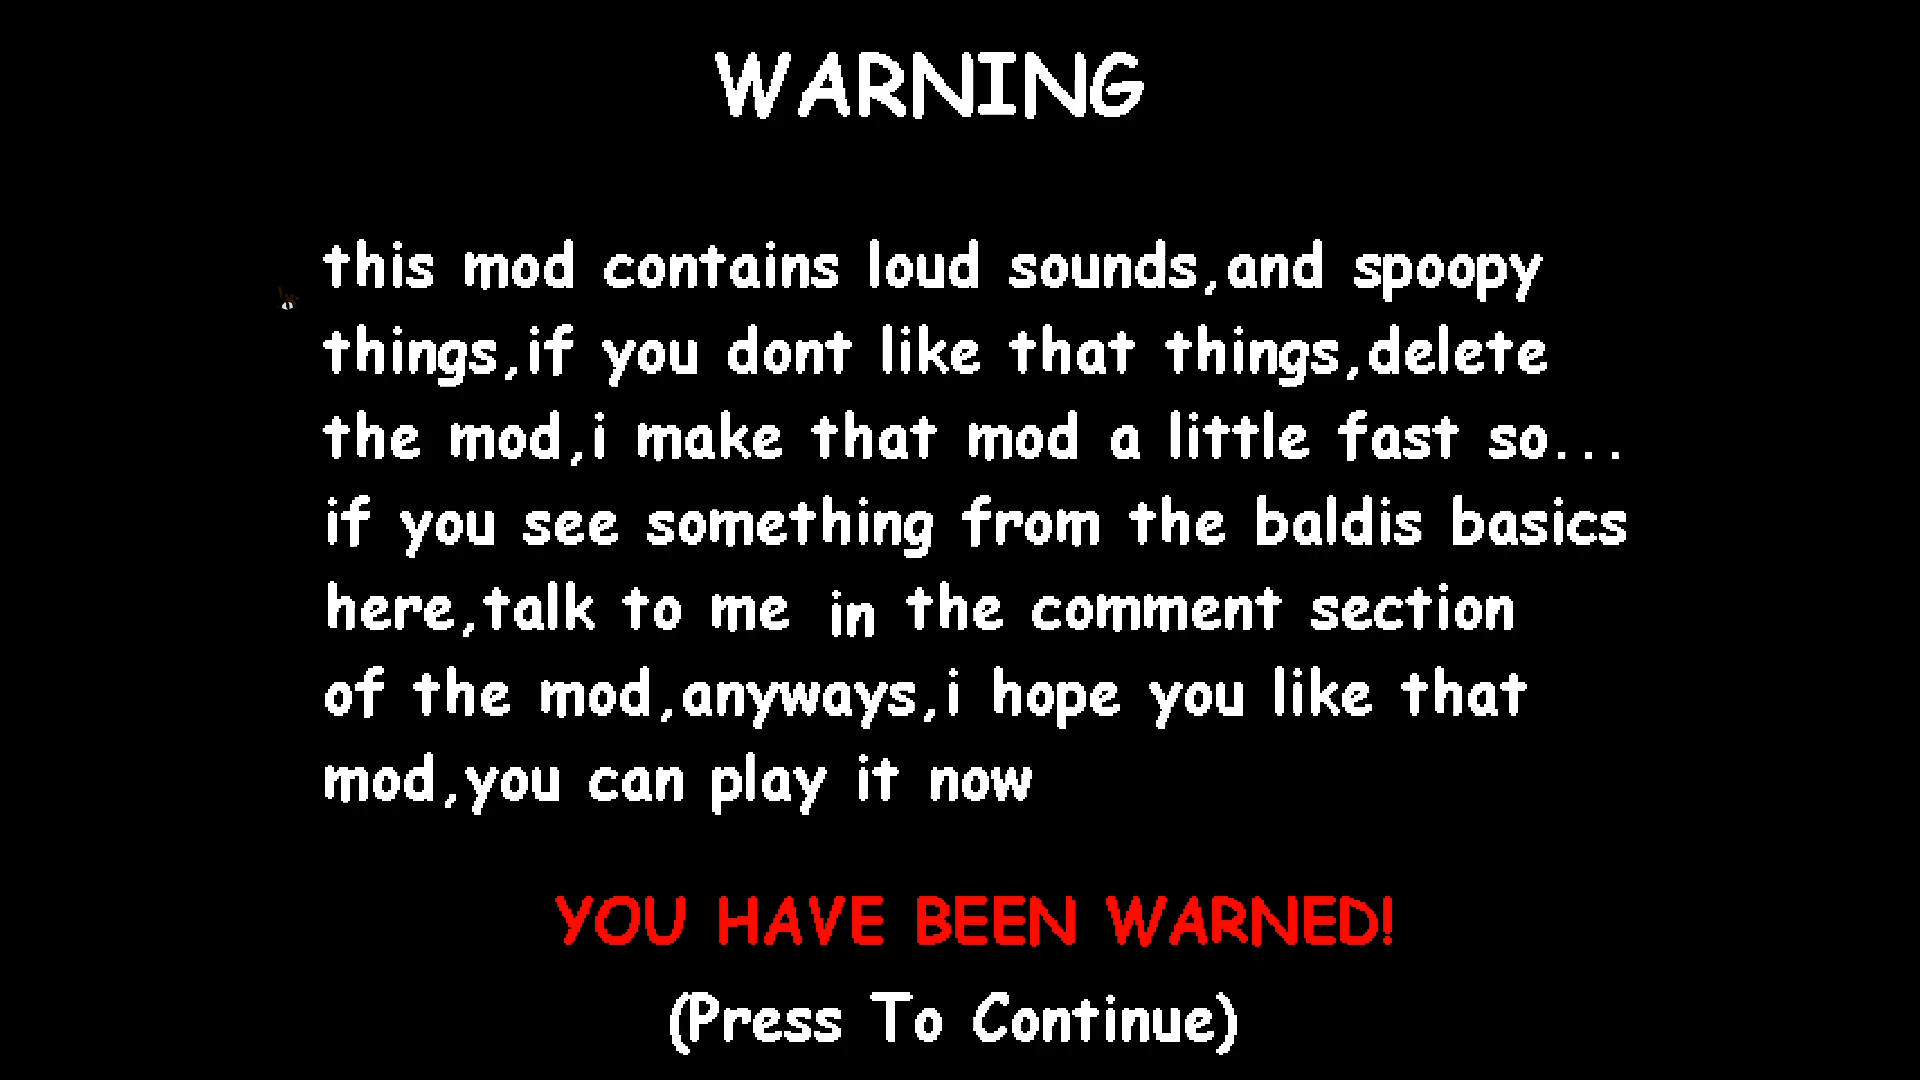 WARNING
this mod contains loud sounds,and spoopy
things,if you dont like that things,delete
the mod,i make that mod a little fast so...
if you see something from the baldis basics
here,talk to me in the comment section
of the mod,anyways,i hope you like that
mod,you can play it now
YOU HAVE BEEN WARNED!
(Press To Continue)